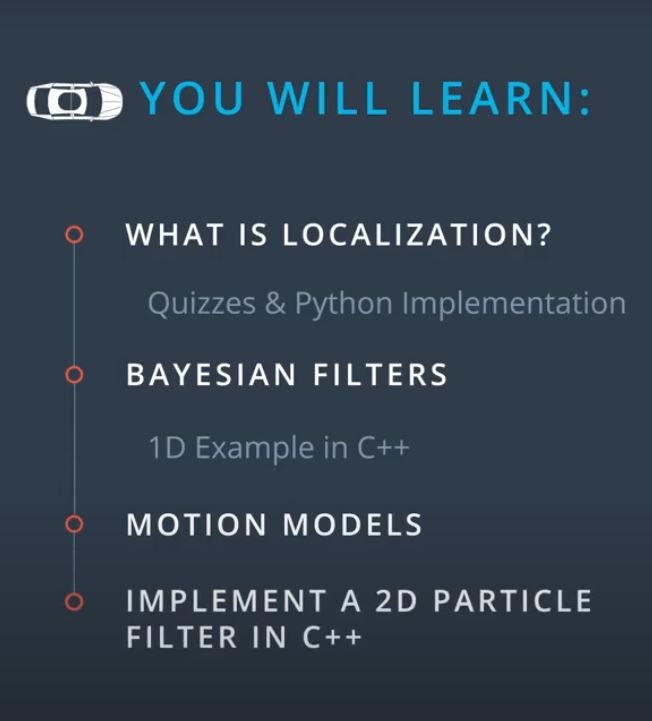 YOU WILL LEARN:
WHAT IS LOCALIZATION?
Quizzes & Python Implementation
BAYESIAN FILTERS
1D Example in C++
MOTION MODELS
IMPLEMENT A 2D PARTICLE
FILTER IN C++